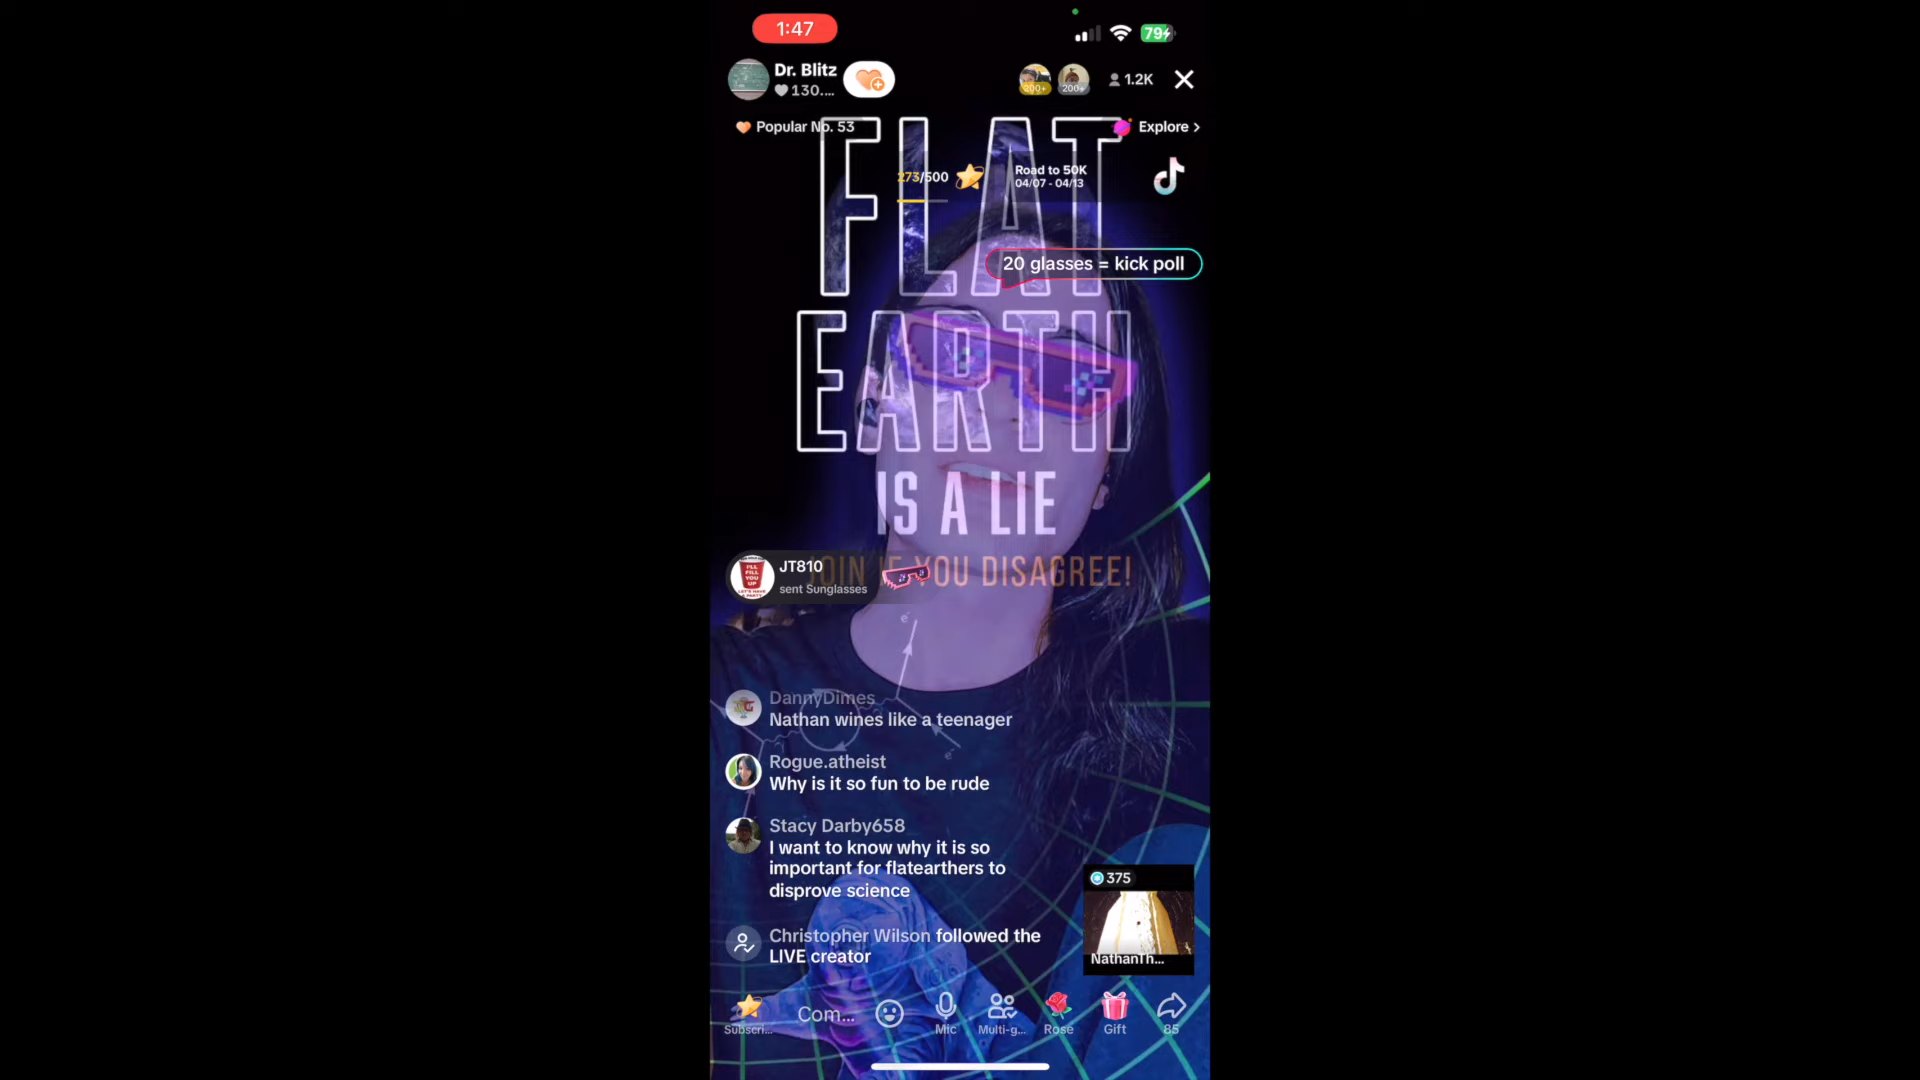 1:47
79
Dr. Blitz
130....
200+
200+
1.2K
Popular No. 53
Explore >
273/500
Road to 50K
04/07 - 04/13
FLAT
20 glasses = kick poll
EARTH
IS A LIE
JOIN IF YOU DISAGREE!
JT810
sent Sunglasses
I'LL
FILL
YOU
UP
e-
DannyDimes
Nathan wines like a teenager
e-
Rogue.atheist
Why is it so fun to be rude
Stacy Darby658
I want to know why it is so
important for flatearthers to
disprove science
375
NathanTh...
Christopher Wilson followed the
LIVE creator
Subscri...
Com...
Mic
Multi-g...
Rose
Gift
85